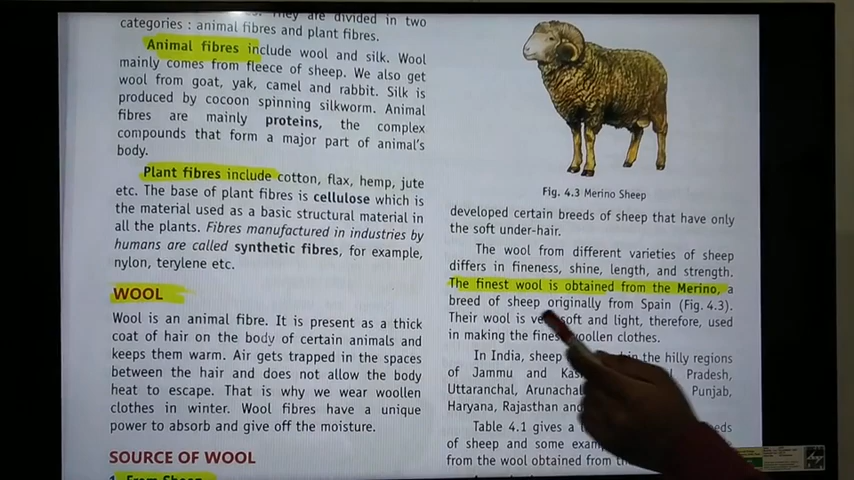 They are divided in two
categories : animal fibres and plant fibres.
Animal fibres include wool and silk. Wool
mainly comes from fleece of sheep. We also get
wool from goat, yak, camel and rabbit. Silk is
produced by cocoon spinning silkworm. Animal
fibres are mainly proteins, the complex
compounds that form a major part of animal's
body.
Plant fibres include cotton, flax, hemp, jute
etc. The base of plant fibres is cellulose which is
the material used as a basic structural material in
all the plants. Fibres manufactured in industries by
humans are called synthetic fibres, for example,
nylon, terylene etc.
WOOL
Wool is an animal fibre. It is present as a thick
coat of hair on the body of certain animals and
keeps them warm. Air gets trapped in the spaces
between the hair and does not allow the body
heat to escape. That is why we wear woollen
clothes in winter. Wool fibres have a unique
power to absorb and give off the moisture.
SOURCE OF WOOL
1. From Sheep
Fig. 4.3 Merino Sheep
developed certain breeds of sheep that have only
the soft under-hair.
The wool from different varieties of sheep
differs in fineness, shine, length, and strength.
The finest wool is obtained from the Merino, a
breed of sheep originally from Spain (Fig. 4.3).
Their wool is very soft and light, therefore, used
in making the finest woollen clothes.
In India, sheep in the hilly regions
of Jammu and Pradesh,
Uttaranchal, Punjab,
Haryana, Rajasthan and
Table 4.1 gives a
of sheep and some
from the wool obtained from